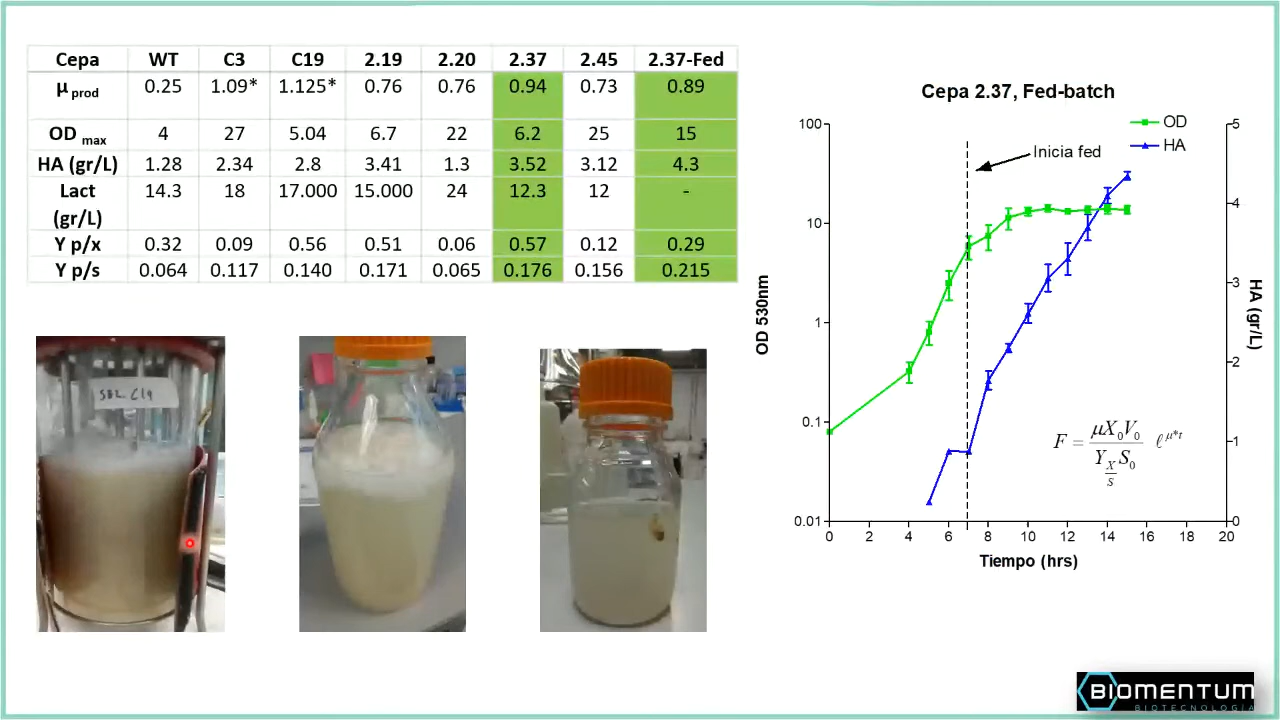 Cepa WT C3 C19 2.19 2.20 2.37 2.45 2.37-Fed
μ prod 0.25 1.09* 1.125* 0.76 0.76 0.94 0.73 0.89
OD max 4 27 5.04 6.7 22 6.2 25 15
HA (gr/L) 1.28 2.34 2.8 3.41 1.3 3.52 3.12 4.3
Lact (gr/L) 14.3 18 17.000 15.000 24 12.3 12 -
Y p/x 0.32 0.09 0.56 0.51 0.06 0.57 0.12 0.29
Y p/s 0.064 0.117 0.140 0.171 0.065 0.176 0.156 0.215
Cepa 2.37, Fed-batch
OD
HA
Inicia fed
100
10
1
0.1
0.01
OD 530nm
5
4
3
2
1
0
HA (gr/L)
0 2 4 6 8 10 12 14 16 18 20
Tiempo (hrs)
F = μX₀V₀ / Y X/s S₀ ℓ^μ*t
BIOMENTUM
BIOTECNOLOGÍA